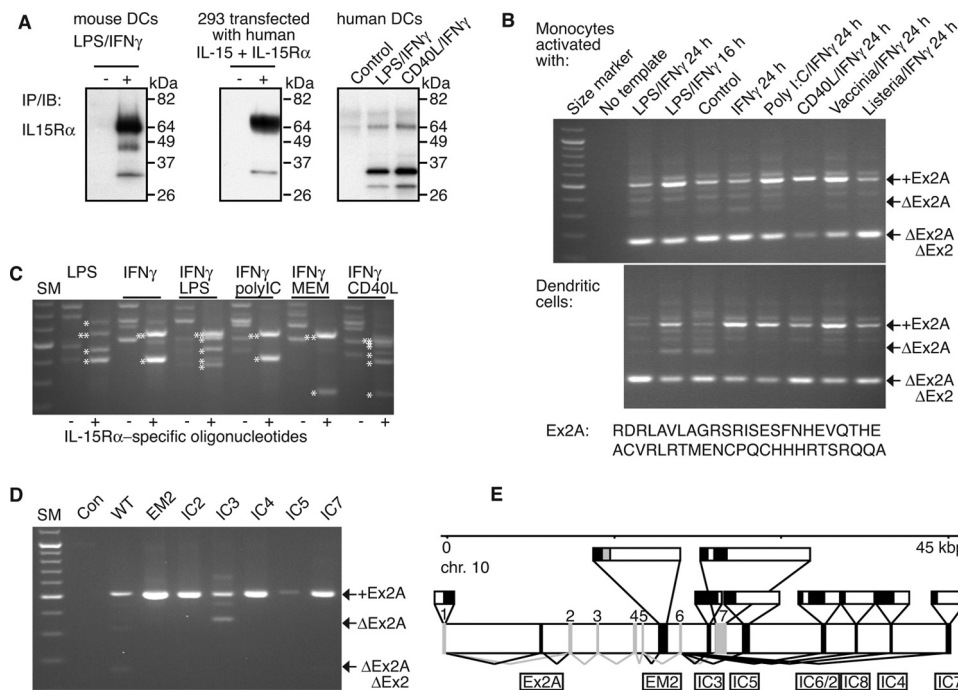 A
mouse DCs
LPS/IFNγ
- +
kDa
82
64
49
37
26
IP/IB:
IL15Rα
293 transfected
with human
IL-15 + IL-15Rα
- +
kDa
82
64
49
37
26
human DCs
Control
LPS/IFNγ
CD40L/IFNγ
kDa
82
64
49
37
26
B
Monocytes
activated
with:
Size marker
No template
LPS/IFNγ 24 h
LPS/IFNγ 16 h
Control
IFNγ 24 h
Poly I:C/IFNγ 24 h
CD40L/IFNγ 24 h
Vaccinia/IFNγ 24 h
Listeria/IFNγ 24 h
+Ex2A
ΔEx2A
ΔEx2A
ΔEx2
Dendritic
cells:
+Ex2A
ΔEx2A
ΔEx2A
ΔEx2
Ex2A: RDRLAVLAGRSRISESFNHEVQTHE
ACVRLRTMENCPQCHHHRTSRQQA
C
SM
LPS
IFNγ
IFNγ
LPS
IFNγ
polyIC
IFNγ
MEM
IFNγ
CD40L
- + - + - + - + - + - +
IL-15Rα–specific oligonucleotides
D
SM
Con
WT
EM2
IC2
IC3
IC4
IC5
IC7
+Ex2A
ΔEx2A
ΔEx2A
ΔEx2
E
0 45 kbp
chr. 10
1 2 3 45 6 7
Ex2A EM2 IC3 IC5 IC6/2 IC8 IC4 IC7